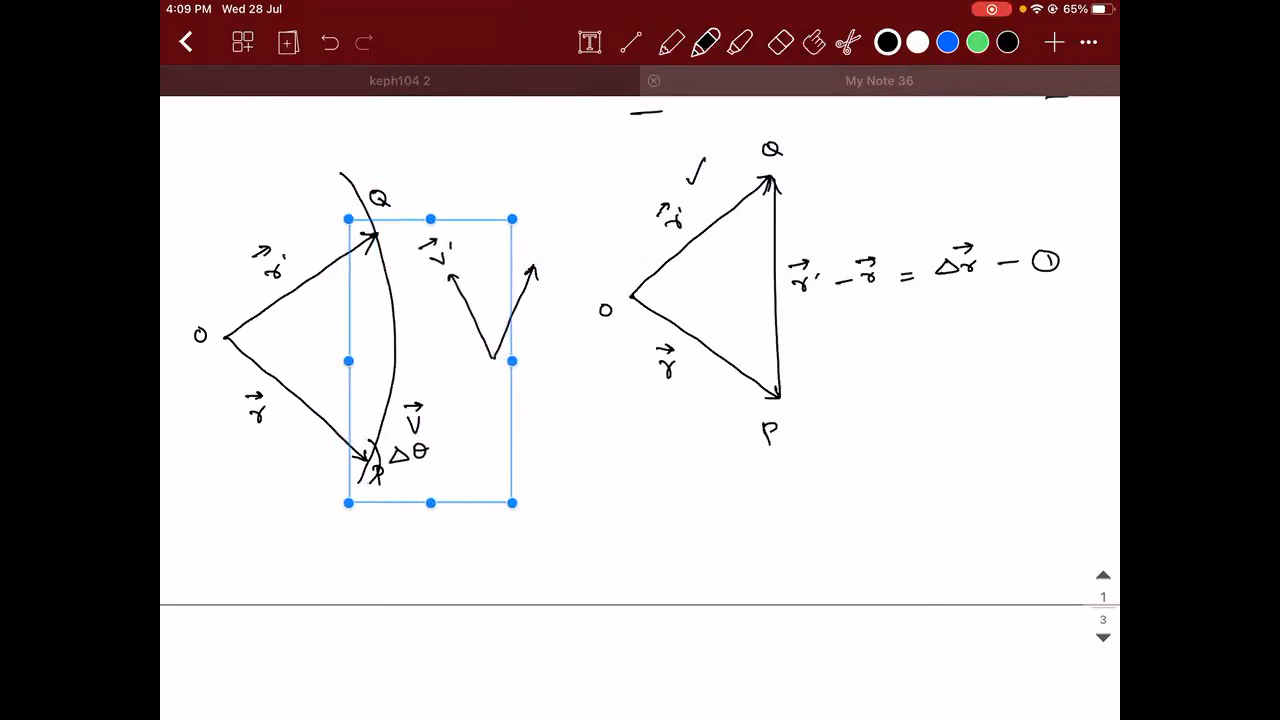 4:09 PM Wed 28 Jul
65%
keph104 2
My Note 36
Q
r⃗'
O
r⃗
P
Δθ
V⃗
v⃗'
Q
r⃗'
O
r⃗
P
r⃗' - r⃗ = Δr⃗ - ①
1
3